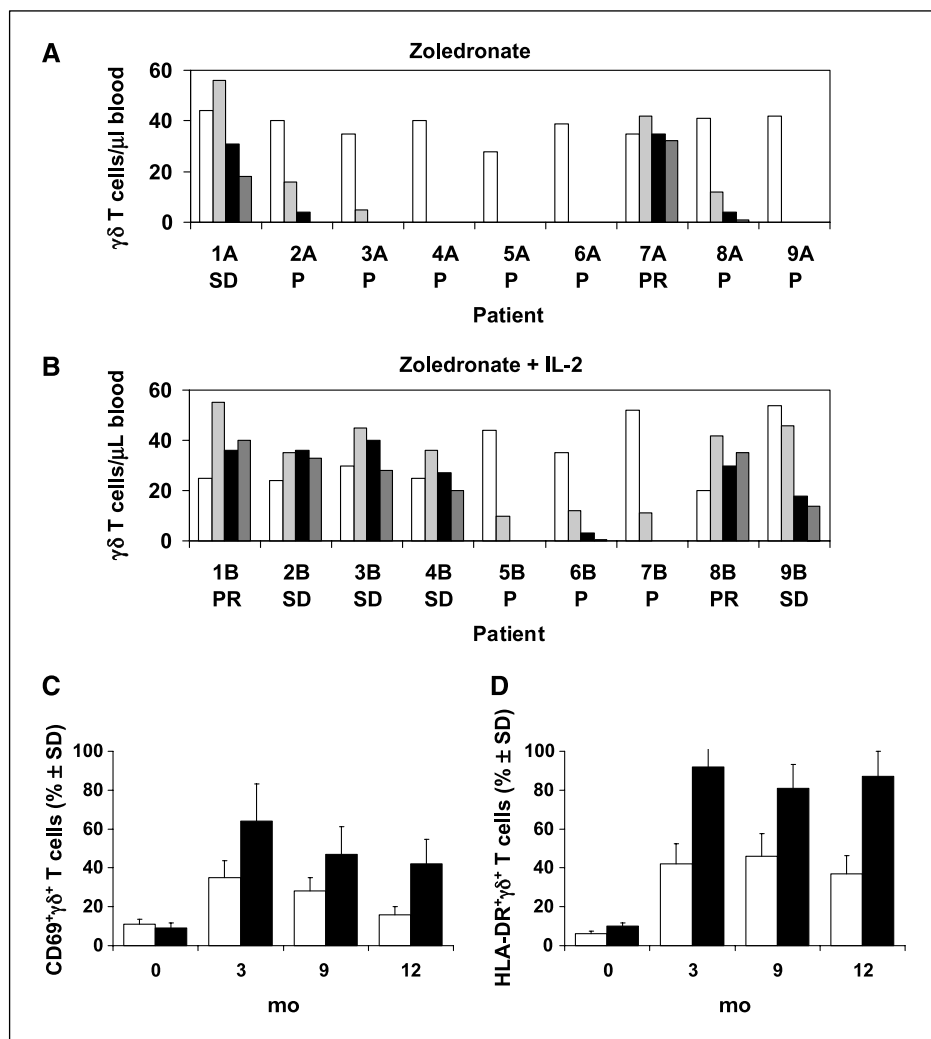 A
Zoledronate
γδ T cells/μl blood
60
40
20
0
1A 2A 3A 4A 5A 6A 7A 8A 9A
SD P P P P P PR P P
Patient
B
Zoledronate + IL-2
γδ T cells/μL blood
60
40
20
0
1B 2B 3B 4B 5B 6B 7B 8B 9B
PR SD SD SD P P P PR SD
Patient
C
CD69⁺γδ⁺ T cells (% ± SD)
100
80
60
40
20
0
0 3 9 12
mo
D
HLA-DR⁺γδ⁺ T cells (% ± SD)
100
80
60
40
20
0
0 3 9 12
mo